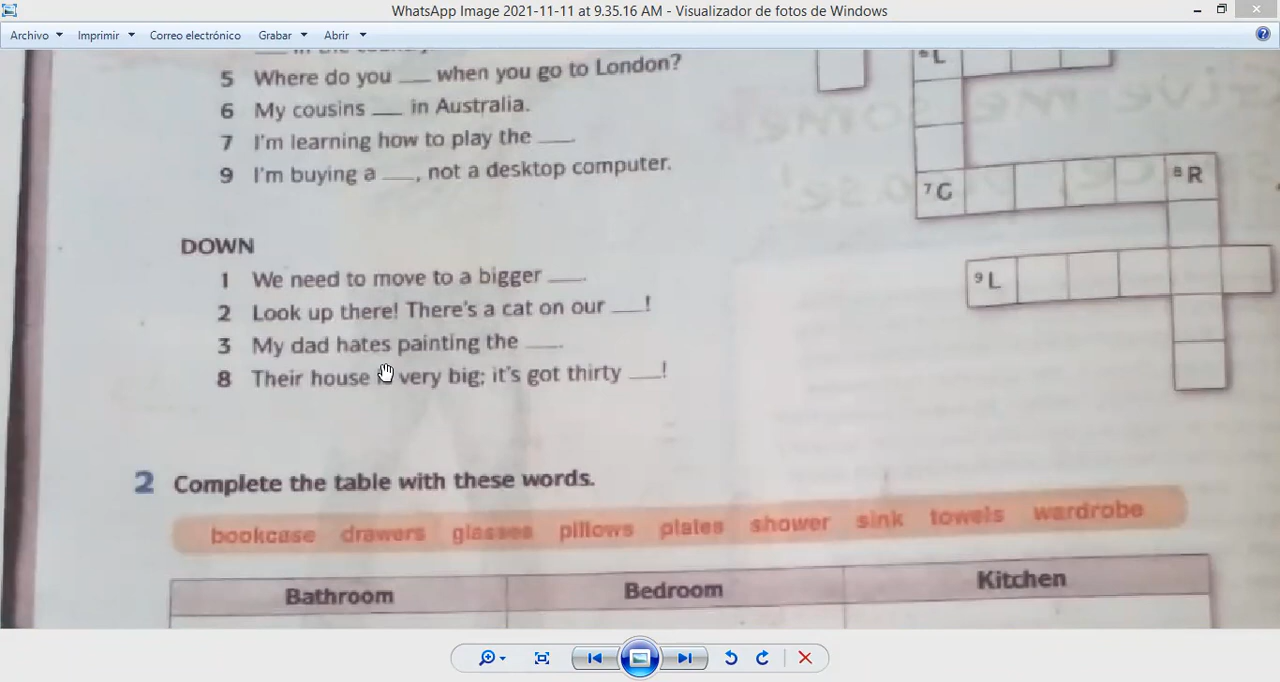 WhatsApp Image 2021-11-11 at 9.35.16 AM - Visualizador de fotos de Windows
Archivo Imprimir Correo electrónico Grabar Abrir
5 Where do you ___ when you go to London?
6 My cousins ___ in Australia.
7 I'm learning how to play the ___.
9 I'm buying a ___, not a desktop computer.
DOWN
1 We need to move to a bigger ___.
2 Look up there! There's a cat on our ___!
3 My dad hates painting the ___.
8 Their house very big; it's got thirty ___!
6 L
7 G
8 R
9 L
2 Complete the table with these words.
bookcase drawers glasses pillows plates shower sink towels wardrobe
Bathroom Bedroom Kitchen